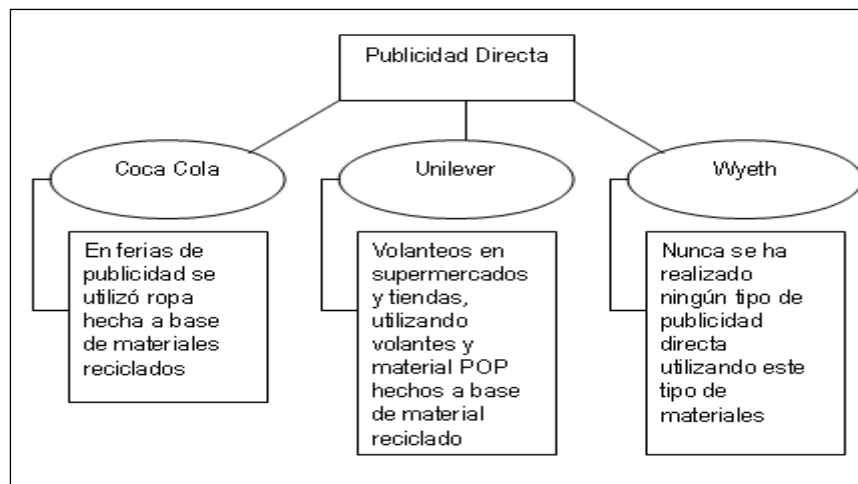 Publicidad Directa
Coca Cola
Unilever
Wyeth
En ferias de
publicidad se
utilizó ropa
hecha a base
de materiales
reciclados
Volanteos en
supermercados
y tiendas,
utilizando
volantes y
material POP
hechos a base
de material
reciclado
Nunca se ha
realizado
ningún tipo de
publicidad
directa
utilizando este
tipo de
materiales